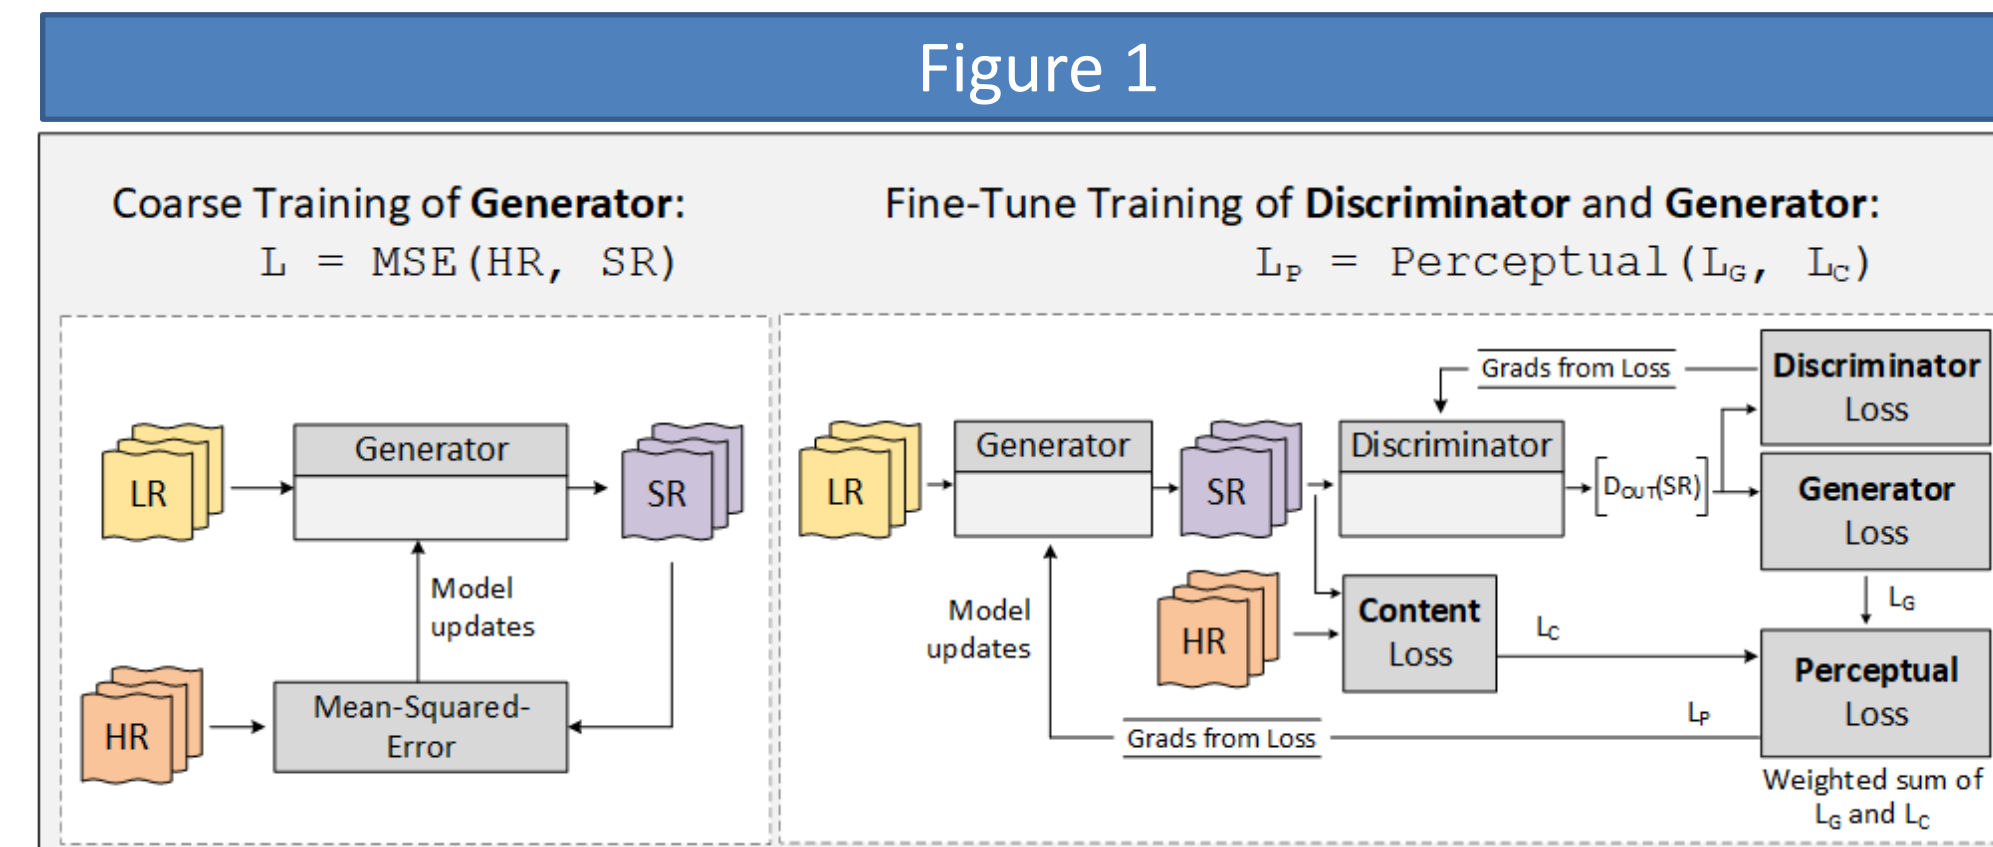 Figure 1
Coarse Training of Generator:
L = MSE(HR, SR)
LR
Generator
SR
Model
updates
HR
Mean-Squared-
Error
Fine-Tune Training of Discriminator and Generator:
L_P = Perceptual(L_G, L_C)
Grads from Loss
Discriminator
Loss
LR
Generator
SR
Discriminator
[D_OUT(SR)]
Generator
Loss
Model
updates
HR
Content
Loss
L_C
L_G
Perceptual
Loss
L_P
Grads from Loss
Weighted sum of
L_G and L_C